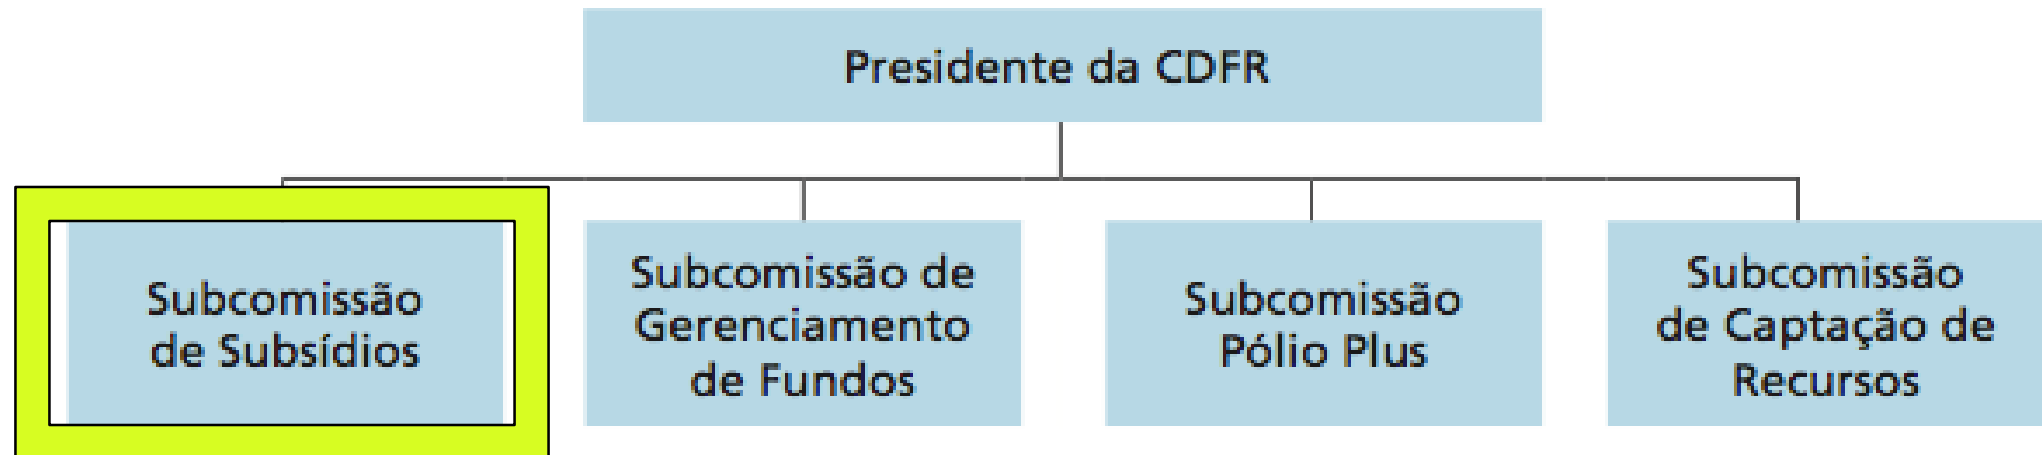 Presidente da CDFR
Subcomissão
de Subsídios
Subcomissão de
Gerenciamento
de Fundos
Subcomissão
Pólio Plus
Subcomissão
de Captação de
Recursos